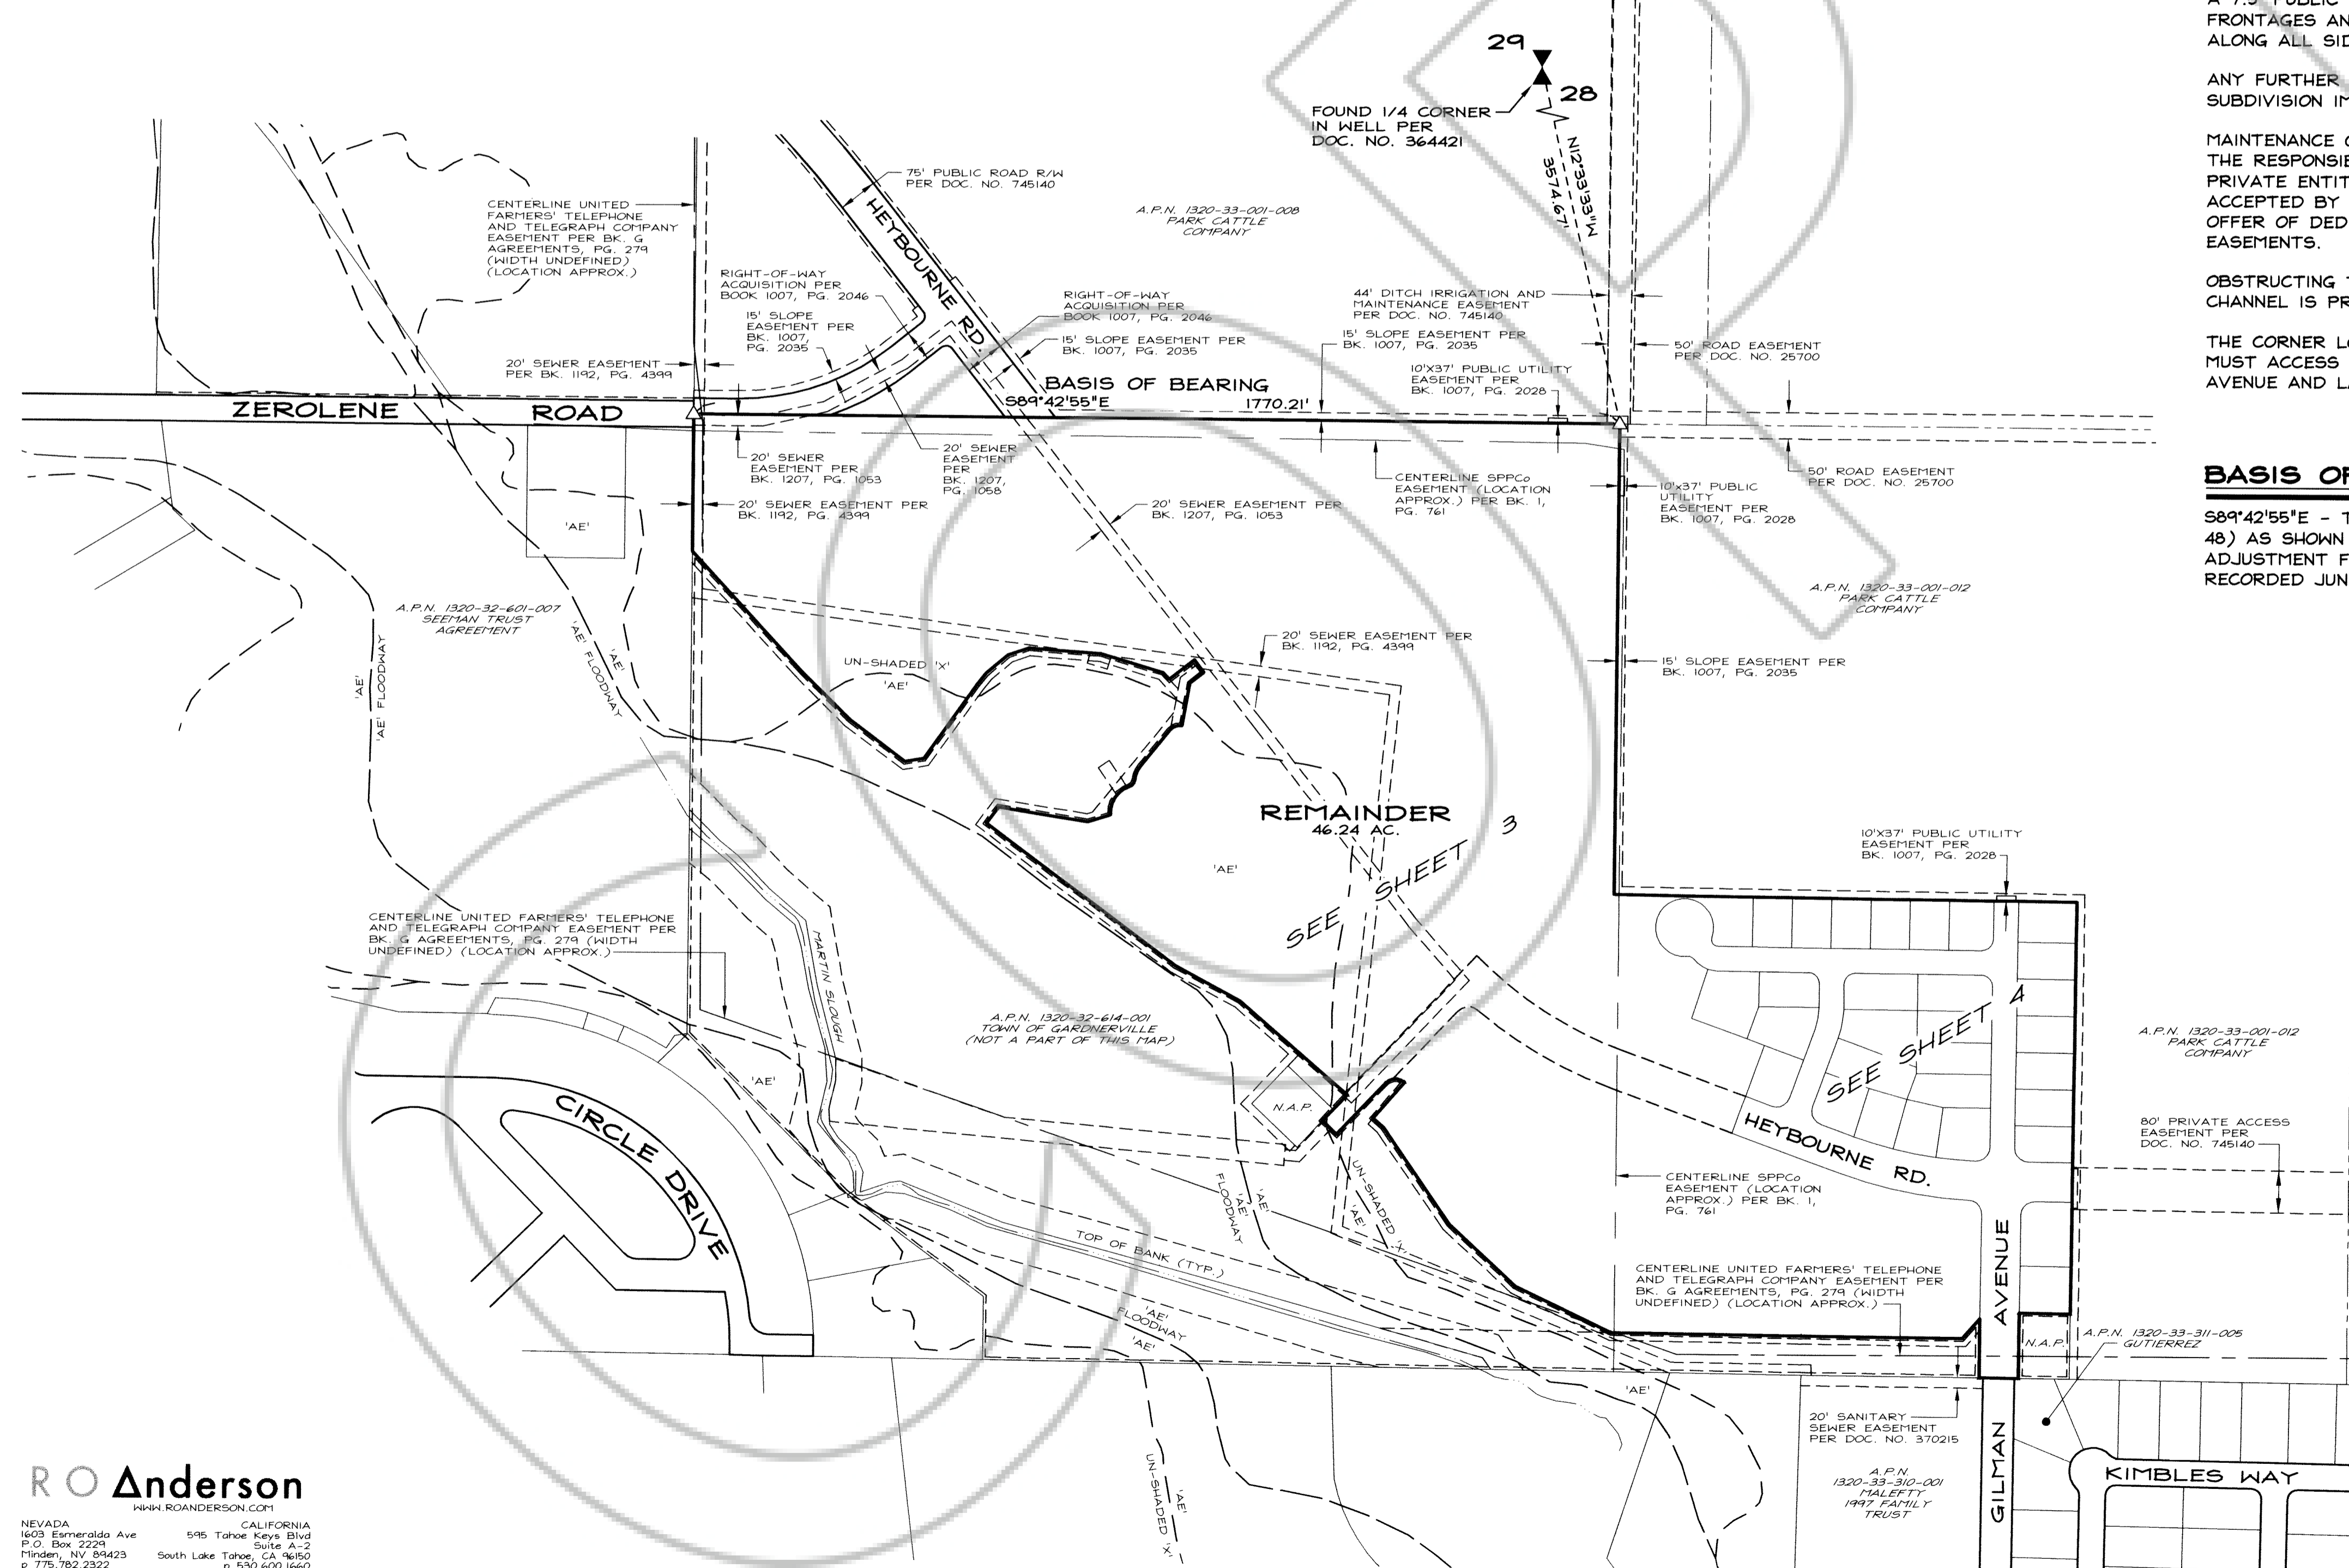 29
28
FOUND 1/4 CORNER
IN WELL PER
DOC. NO. 364421
N12°33'33"W
3574.67'
FRONTAGES AN
ALONG ALL SID
ANY FURTHER
SUBDIVISION IM
MAINTENANCE O
THE RESPONSIE
PRIVATE ENTIT
ACCEPTED BY
OFFER OF DED
EASEMENTS.
OBSTRUCTING T
CHANNEL IS PR
THE CORNER L
MUST ACCESS
AVENUE AND L
BASIS OF
S89°42'55"E - T
48) AS SHOWN
ADJUSTMENT F
RECORDED JUN
75' PUBLIC ROAD R/W
PER DOC. NO. 745140
HEYBOURNE RD
A.P.N. 1320-33-001-008
PARK CATTLE
COMPANY
CENTERLINE UNITED
FARMERS' TELEPHONE
AND TELEGRAPH COMPANY
EASEMENT PER BK. G
AGREEMENTS, PG. 279
(WIDTH UNDEFINED)
(LOCATION APPROX.)
RIGHT-OF-WAY
ACQUISITION PER
BOOK 1007, PG. 2046
15' SLOPE
EASEMENT PER
BK. 1007,
PG. 2035
RIGHT-OF-WAY
ACQUISITION PER
BOOK 1007, PG. 2046
15' SLOPE EASEMENT PER
BK. 1007, PG. 2035
44' DITCH IRRIGATION AND
MAINTENANCE EASEMENT
PER DOC. NO. 745140
15' SLOPE EASEMENT PER
BK. 1007, PG. 2035
10'X37' PUBLIC UTILITY
EASEMENT PER
BK. 1007, PG. 2028
50' ROAD EASEMENT
PER DOC. NO. 25700
20' SEWER EASEMENT
PER BK. 1192, PG. 4399
BASIS OF BEARING
S89°42'55"E 1770.21'
ZEROLENE ROAD
20' SEWER
EASEMENT PER
BK. 1207, PG. 1053
20' SEWER
EASEMENT
PER
BK. 1207,
PG. 1058
20' SEWER EASEMENT PER
BK. 1192, PG. 4399
20' SEWER EASEMENT PER
BK. 1207, PG. 1053
CENTERLINE SPPCo
EASEMENT (LOCATION
APPROX.) PER BK. 1,
PG. 761
10'x37' PUBLIC
UTILITY
EASEMENT PER
BK. 1007, PG. 2028
50' ROAD EASEMENT
PER DOC. NO. 25700
'AE'
A.P.N. 1320-32-601-007
SEEMAN TRUST
AGREEMENT
'AE'
'AE' FLOODWAY
'AE' FLOODWAY
'AE'
A.P.N. 1320-33-001-012
PARK CATTLE
COMPANY
20' SEWER EASEMENT PER
BK. 1192, PG. 4399
UN-SHADED 'X'
'AE'
15' SLOPE EASEMENT PER
BK. 1007, PG. 2035
REMAINDER
46.24 AC.
SEE SHEET 3
'AE'
10'X37' PUBLIC UTILITY
EASEMENT PER
BK. 1007, PG. 2028
CENTERLINE UNITED FARMERS' TELEPHONE
AND TELEGRAPH COMPANY EASEMENT PER
BK. G AGREEMENTS, PG. 279 (WIDTH
UNDEFINED) (LOCATION APPROX.)
MARTIN SLOUGH
A.P.N. 1320-32-614-001
TOWN OF GARDNERVILLE
(NOT A PART OF THIS MAP)
SEE SHEET 4
A.P.N. 1320-33-001-012
PARK CATTLE
COMPANY
'AE'
N.A.P.
CIRCLE DRIVE
HEYBOURNE RD.
80' PRIVATE ACCESS
EASEMENT PER
DOC. NO. 745140
'AE'
'AE'
FLOODWAY
UN-SHADED 'X'
'AE'
CENTERLINE SPPCo
EASEMENT (LOCATION
APPROX.) PER BK. 1,
PG. 761
TOP OF BANK (TYP.)
CENTERLINE UNITED FARMERS' TELEPHONE
AND TELEGRAPH COMPANY EASEMENT PER
BK. G AGREEMENTS, PG. 279 (WIDTH
UNDEFINED) (LOCATION APPROX.)
'AE'
FLOODWAY
'AE'
GILMAN AVENUE
N.A.P.
A.P.N. 1320-33-311-005
GUTIERREZ
'AE'
20' SANITARY
SEWER EASEMENT
PER DOC. NO. 370215
A.P.N.
1320-33-310-001
MALEFTY
1997 FAMILY
TRUST
KIMBLES WAY
'AE'
UN-SHADED 'X'
R O Anderson
WWW.ROANDERSON.COM
NEVADA
1603 Esmeralda Ave
P.O. Box 2229
Minden, NV 89423
p 775.782.2322
CALIFORNIA
595 Tahoe Keys Blvd
Suite A-2
South Lake Tahoe, CA 96150
p 530.600.1660